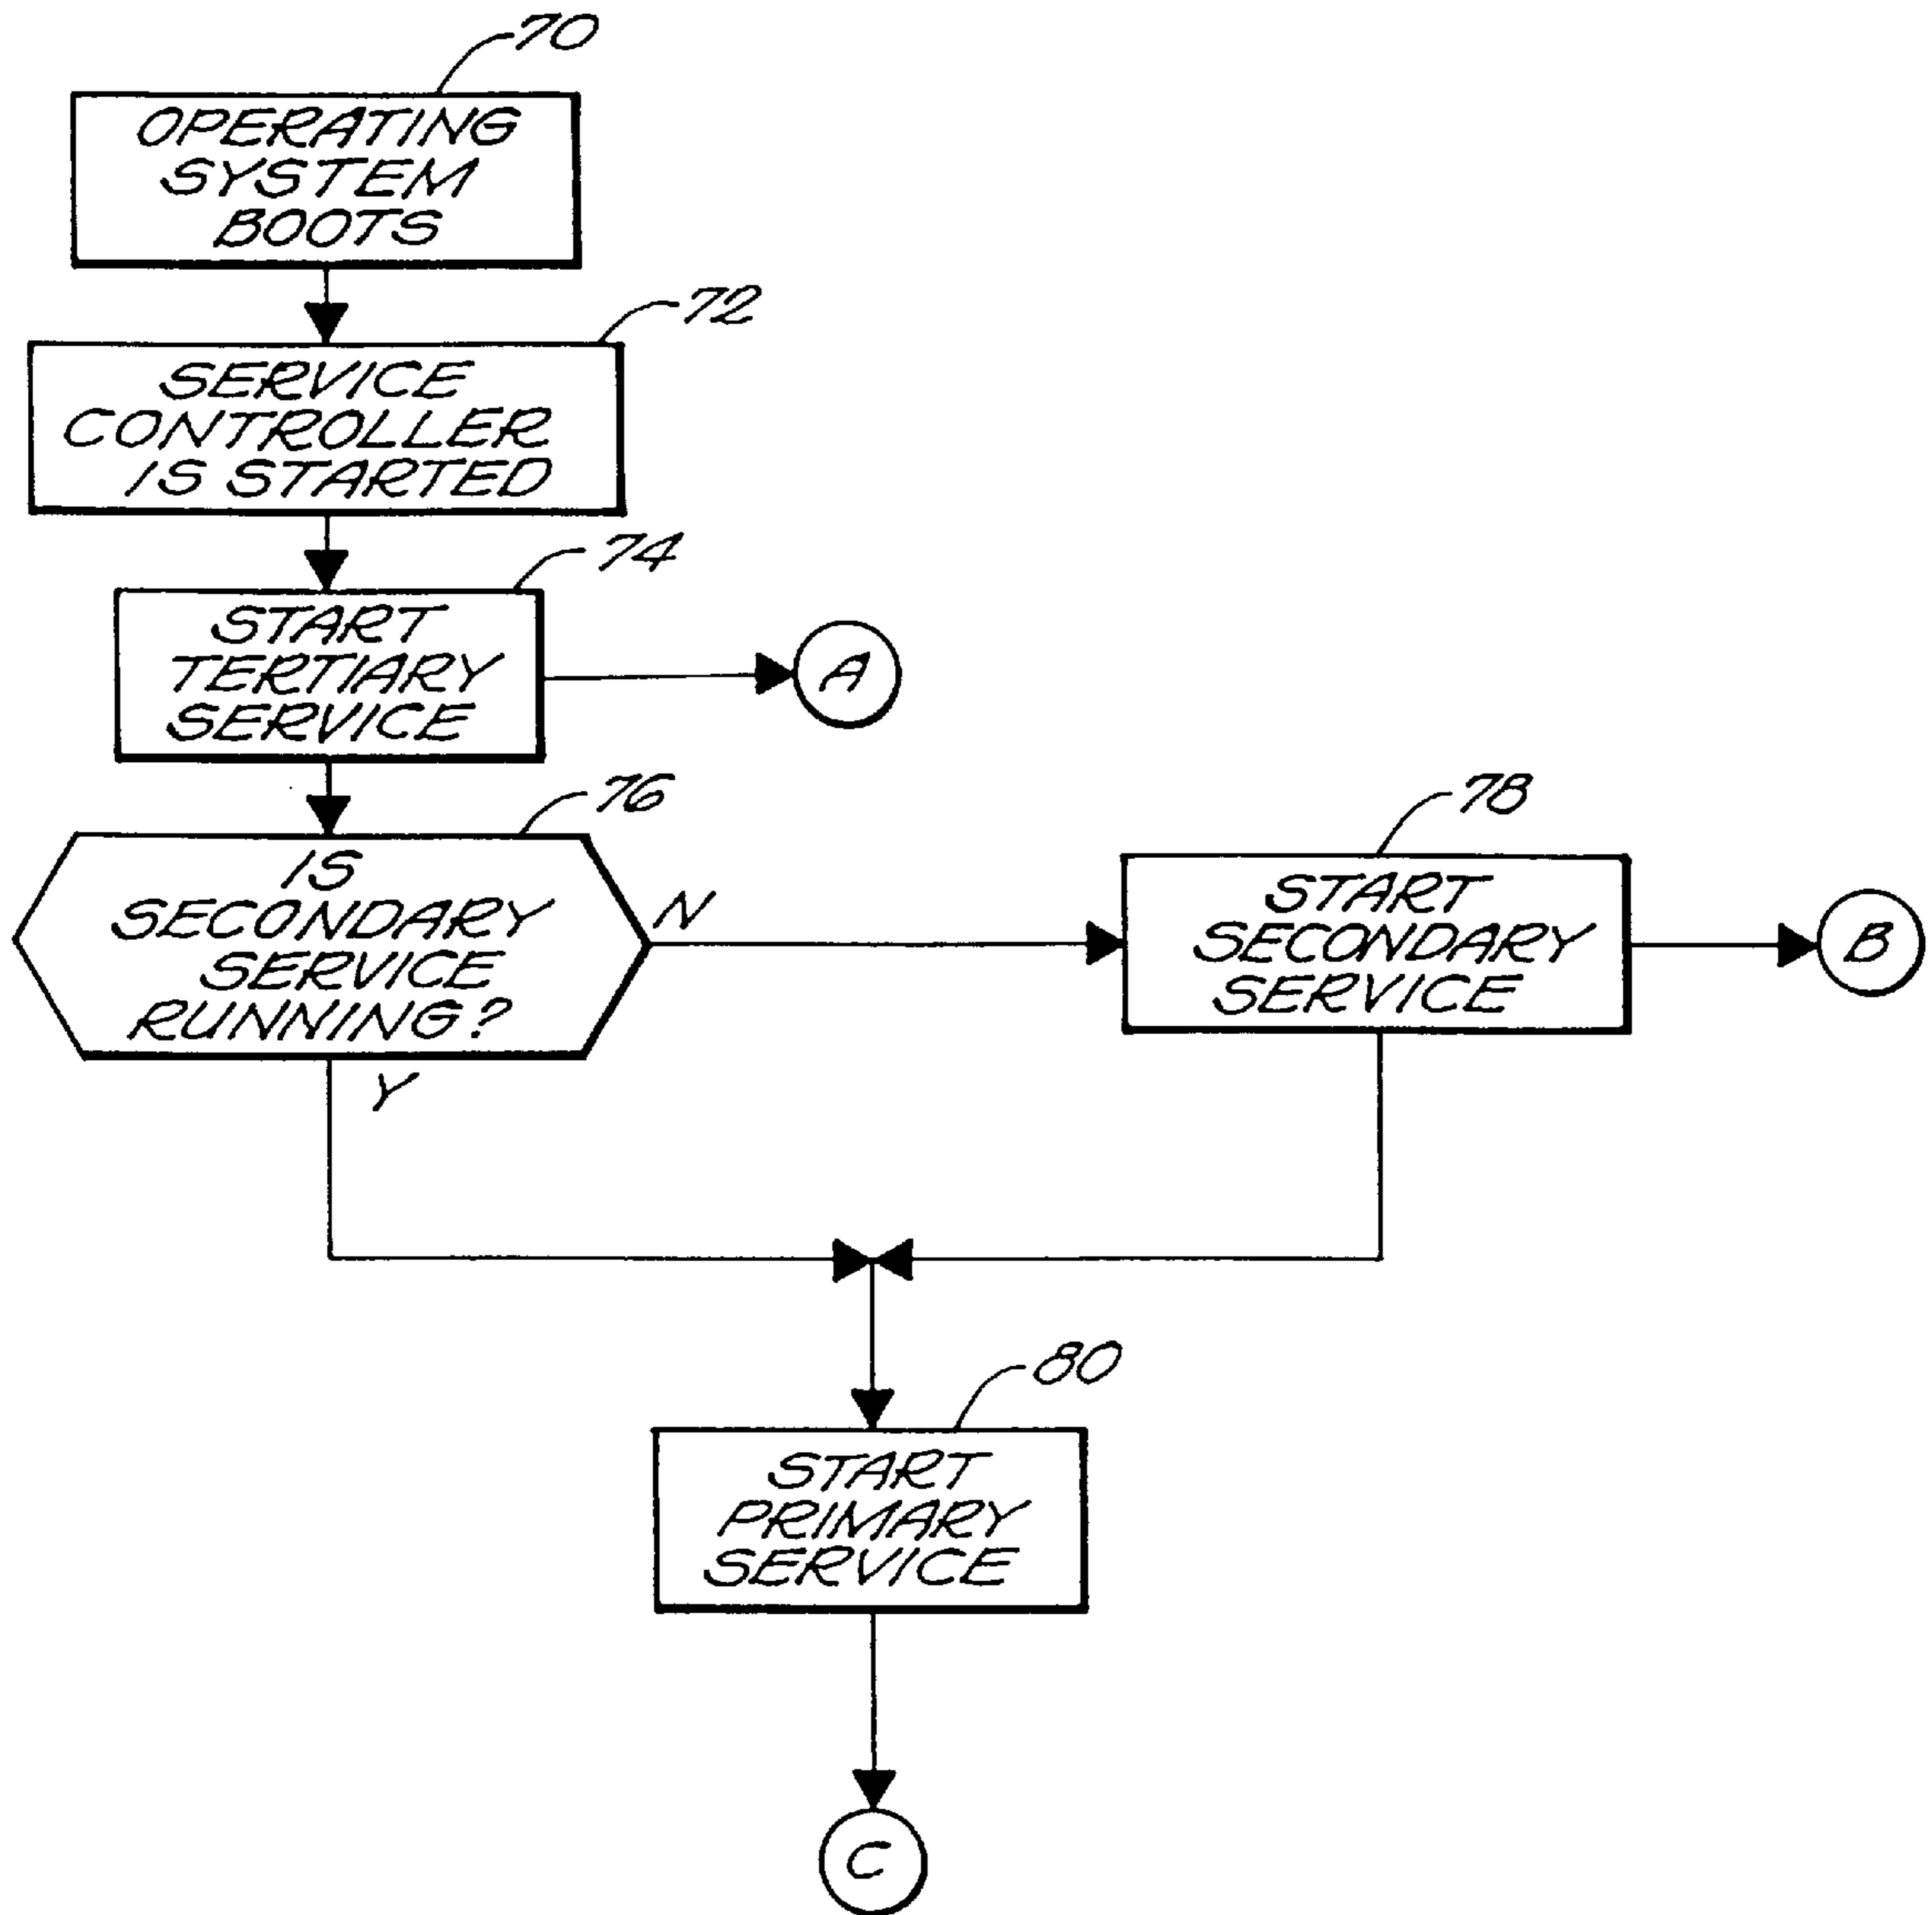 70
OPERATING
SYSTEM
BOOTS
72
SERVICE
CONTROLLER
IS STARTED
74
START
TERTIARY
SERVICE
A
76
IS
SECONDARY
SERVICE
RUNNING?
N
Y
78
START
SECONDARY
SERVICE
B
80
START
PRIMARY
SERVICE
C